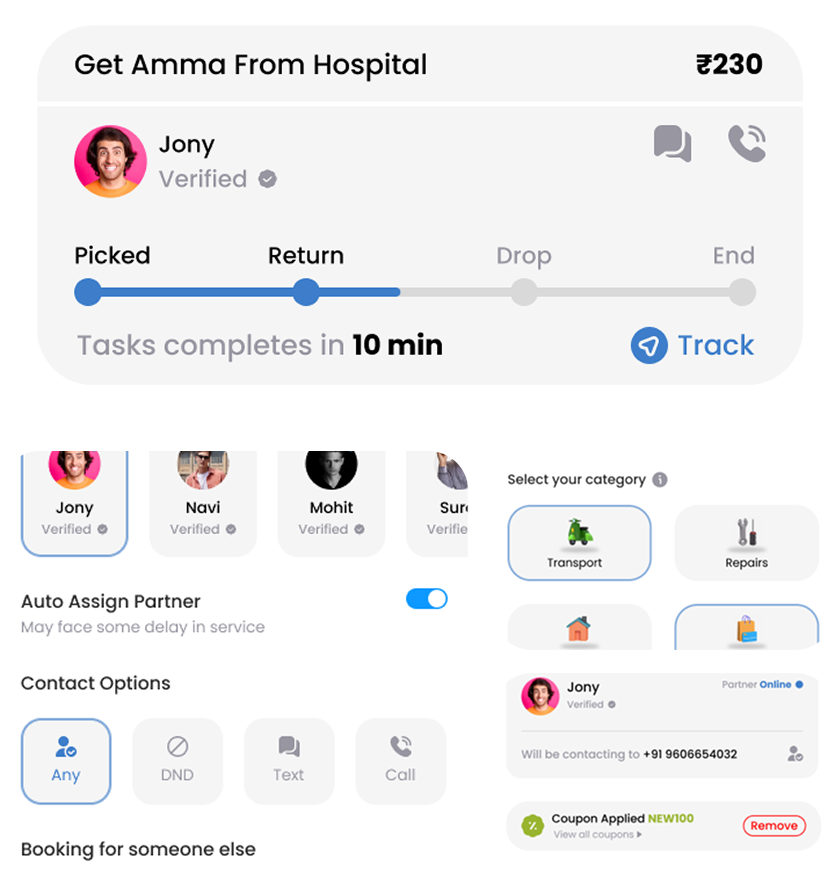 Get Amma From Hospital ₹230
Jony
Verified
Picked Return Drop End
Tasks completes in 10 min Track
Jony Navi Mohit Sur
Verified Verified Verified Verifie
Auto Assign Partner
May face some delay in service
Contact Options
Any DND Text Call
Booking for someone else
Select your category
Transport Repairs
Jony Partner Online
Verified
Will be contacting to +91 9606654032
Coupon Applied NEW100
View all coupons
Remove